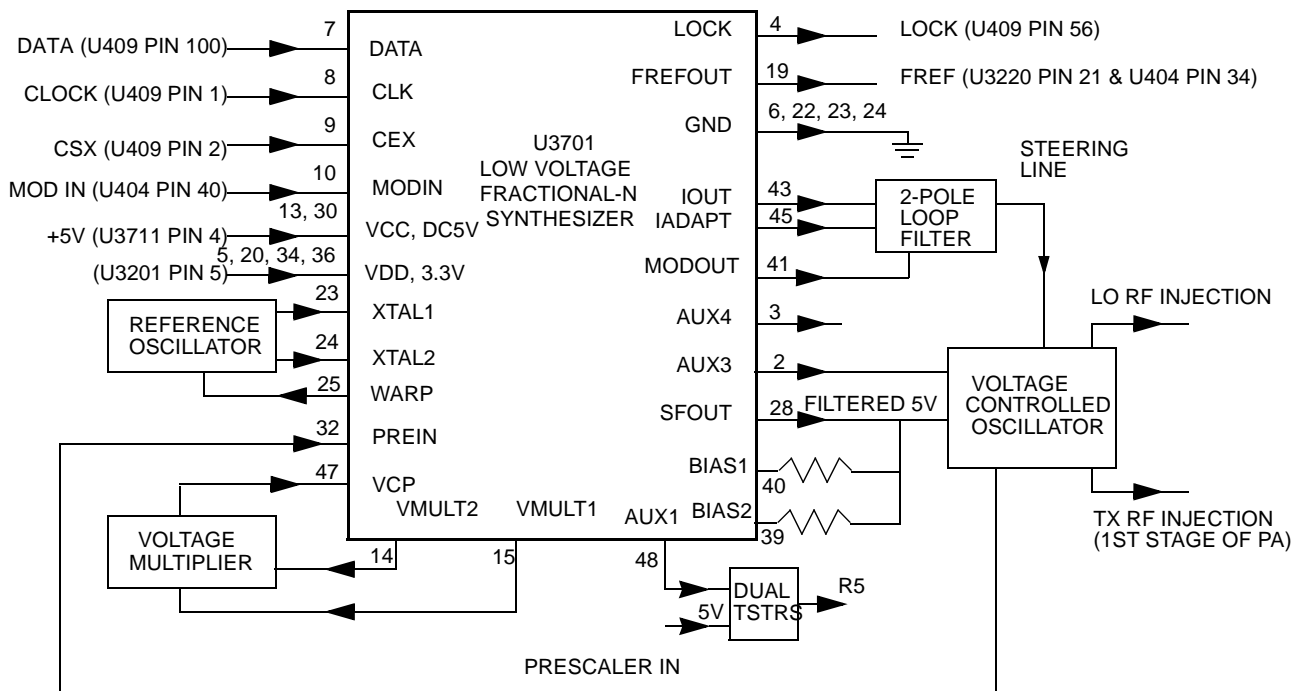 7
DATA (U409 PIN 100)
DATA
8
CLOCK (U409 PIN 1)
CLK
9
CSX (U409 PIN 2)
CEX
10
MOD IN (U404 PIN 40)
MODIN
13, 30
+5V (U3711 PIN 4)
VCC, DC5V
5, 20, 34, 36
(U3201 PIN 5)
VDD, 3.3V
23
XTAL1
REFERENCE
OSCILLATOR
24
XTAL2
25
WARP
32
PREIN
47
VCP
VOLTAGE
MULTIPLIER
VMULT2
14
VMULT1
15
AUX1
48
U3701
LOW VOLTAGE
FRACTIONAL-N
SYNTHESIZER
LOCK
4
LOCK (U409 PIN 56)
FREFOUT
19
FREF (U3220 PIN 21 & U404 PIN 34)
GND
6, 22, 23, 24
STEERING
LINE
IOUT
43
IADAPT
45
2-POLE
LOOP
FILTER
MODOUT
41
AUX4
3
AUX3
2
SFOUT
28
FILTERED 5V
BIAS1
40
BIAS2
39
LO RF INJECTION
VOLTAGE
CONTROLLED
OSCILLATOR
TX RF INJECTION
(1ST STAGE OF PA)
5V
DUAL
TSTRS
R5
PRESCALER IN